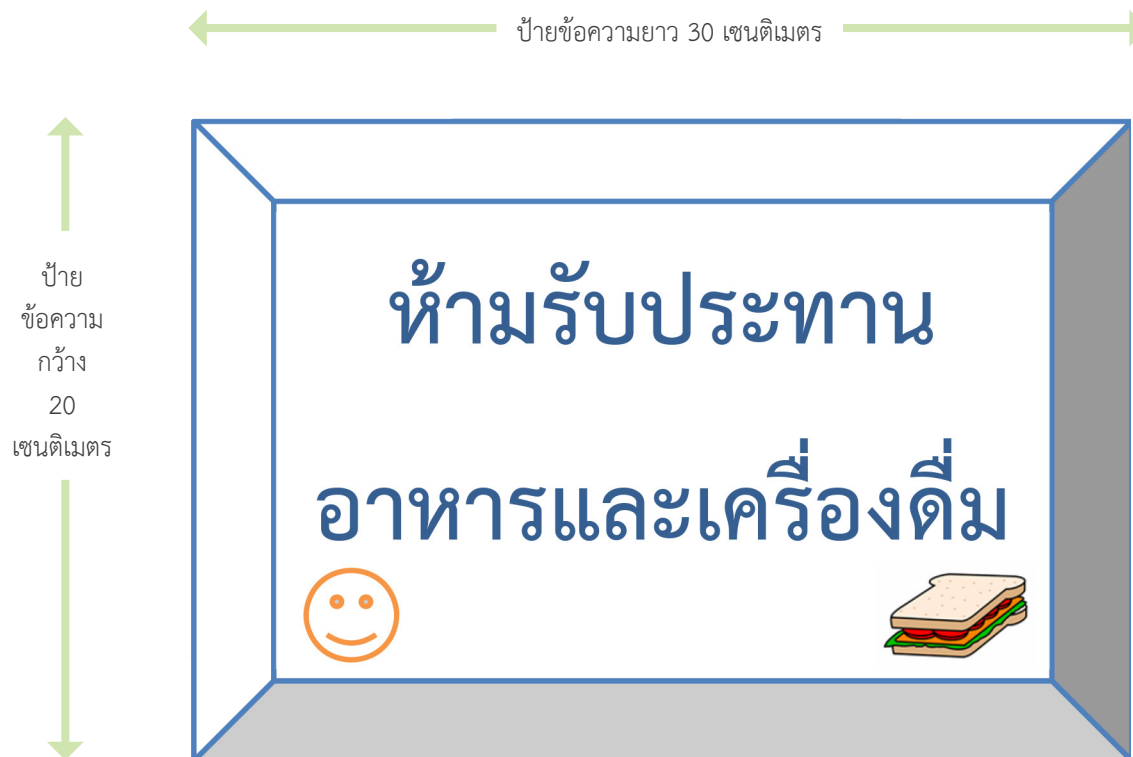 ป้ายข้อความยาว 30 เซนติเมตร
ป้าย
ข้อความ
กว้าง
20
เซนติเมตร
ห้ามรับประทาน
อาหารและเครื่องดื่ม